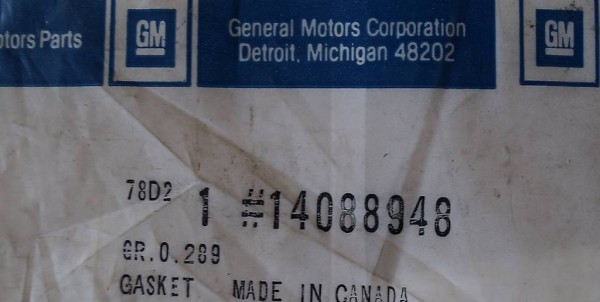 otors Parts
GM
General Motors Corporation
Detroit, Michigan 48202
GM
78D2 1 #14088948
GR.0.289
GASKET MADE IN CANADA